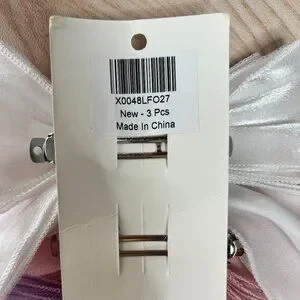 X0048LFO27
New - 3 Pcs
Made In China